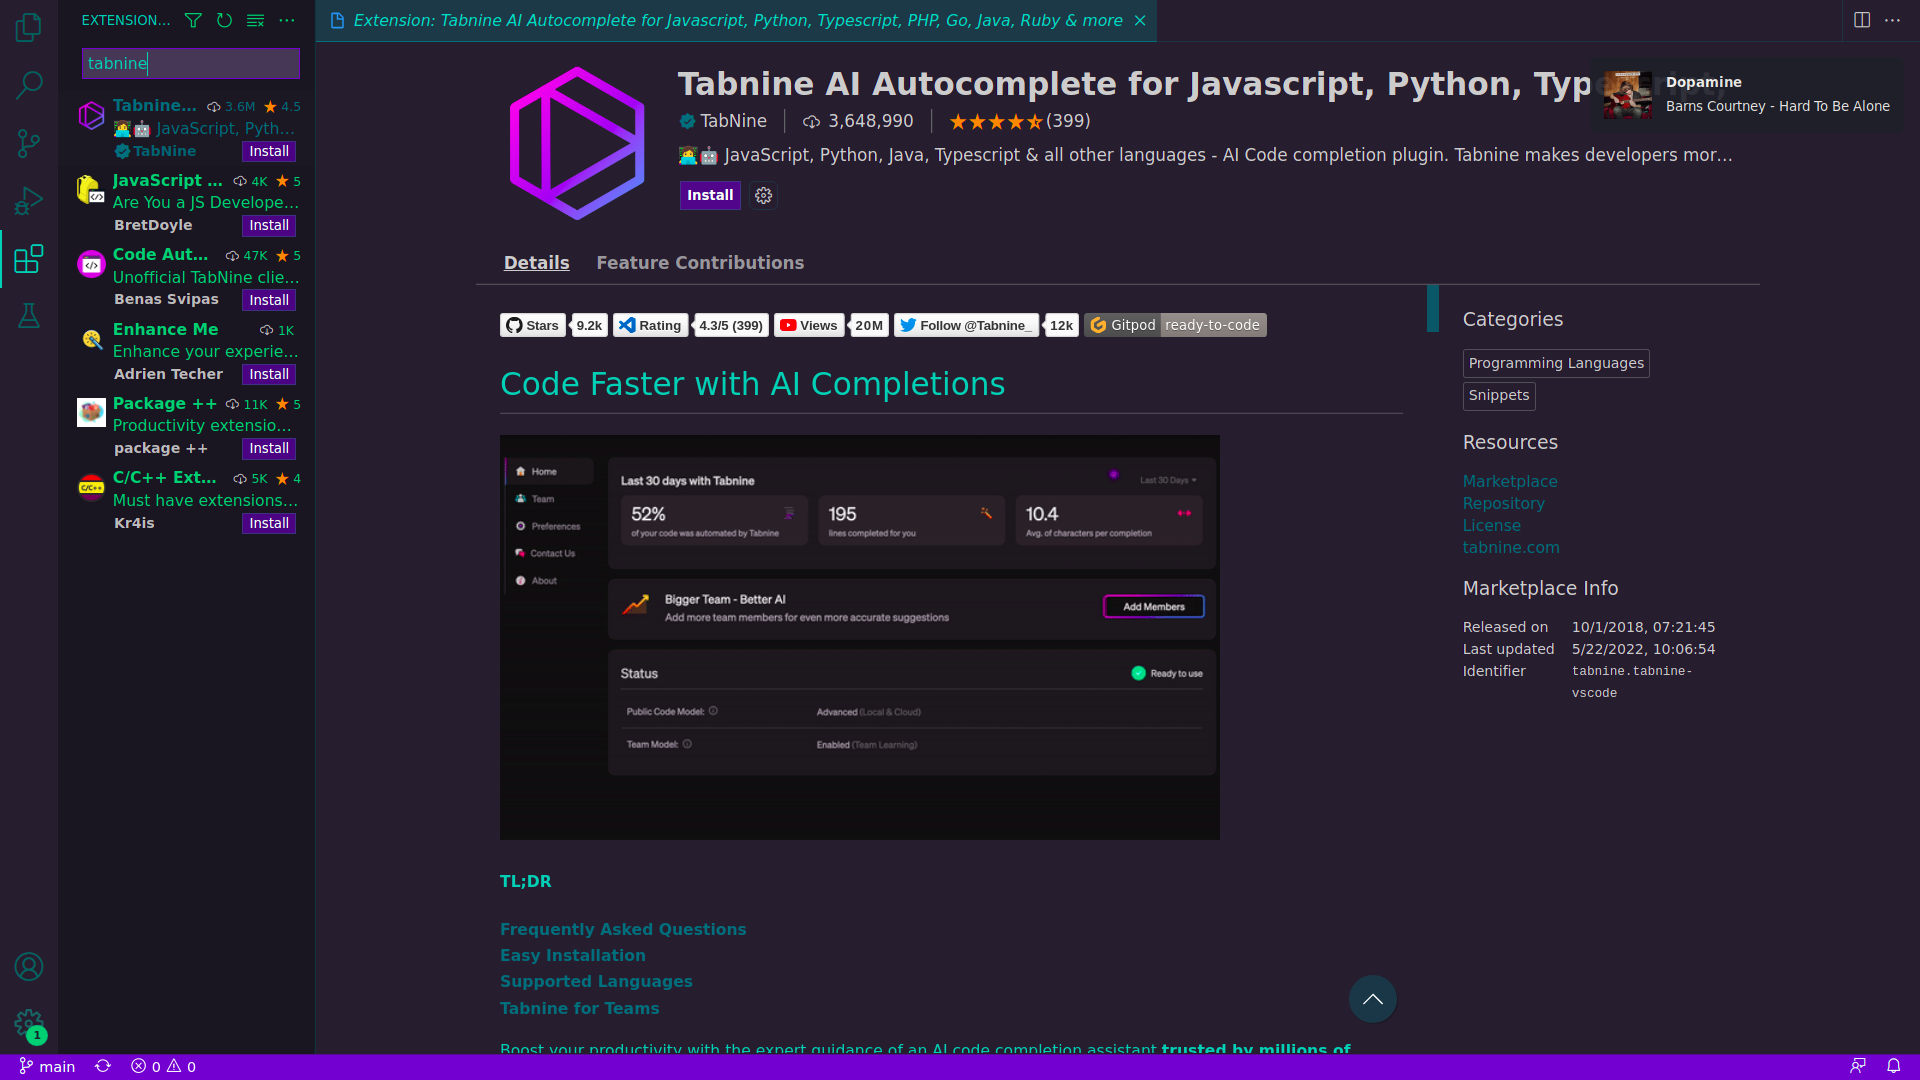 EXTENSION...
tabnine
Tabnine... 3.6M 4.5
JavaScript, Pyth...
TabNine Install
JavaScript ... 4K 5
Are You a JS Develope...
BretDoyle Install
Code Aut... 47K 5
Unofficial TabNine clie...
Benas Svipas Install
Enhance Me 1K
Enhance your experie...
Adrien Techer Install
Package ++ 11K 5
Productivity extensio...
package ++ Install
C/C++ Ext... 5K 4
Must have extensions...
Kr4is Install
1
Extension: Tabnine AI Autocomplete for Javascript, Python, Typescript, PHP, Go, Java, Ruby & more
Tabnine AI Autocomplete for Javascript, Python, Typescript,
TabNine 3,648,990 (399)
JavaScript, Python, Java, Typescript & all other languages - AI Code completion plugin. Tabnine makes developers mor...
Install
Dopamine
Barns Courtney - Hard To Be Alone
Details Feature Contributions
Stars 9.2k Rating 4.3/5 (399) Views 20M Follow @Tabnine_ 12k Gitpod ready-to-code
Code Faster with AI Completions
Home
Team
Preferences
Contact Us
About
Last 30 days with Tabnine Last 30 Days
52% 195 10.4
of your code was automated by Tabnine lines completed for you Avg. of characters per completion
Bigger Team - Better AI
Add more team members for even more accurate suggestions
Add Members
Status Ready to use
Public Code Model: Advanced (Local & Cloud)
Team Model: Enabled (Team Learning)
TL;DR
Frequently Asked Questions
Easy Installation
Supported Languages
Tabnine for Teams
Boost your productivity with the expert guidance of an AI code completion assistant trusted by millions of
Categories
Programming Languages
Snippets
Resources
Marketplace
Repository
License
tabnine.com
Marketplace Info
Released on 10/1/2018, 07:21:45
Last updated 5/22/2022, 10:06:54
Identifier tabnine.tabnine-
vscode
C/C++
main 0 0